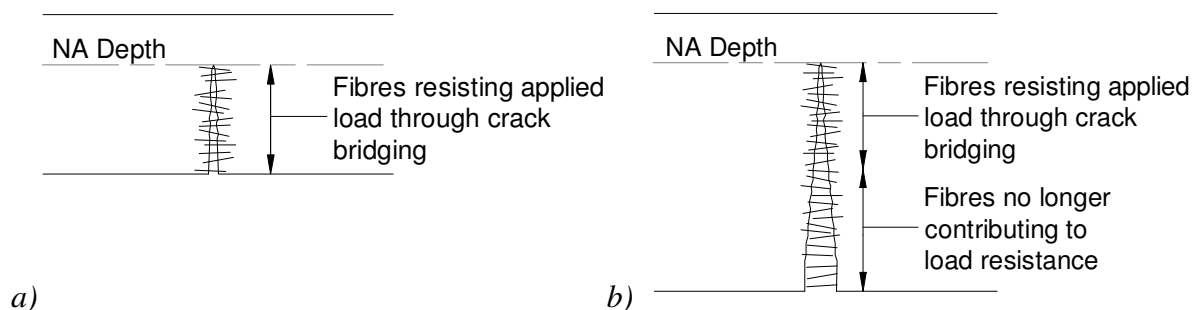 NA Depth
Fibres resisting applied
load through crack
bridging
a)
NA Depth
Fibres resisting applied
load through crack
bridging
Fibres no longer
contributing to
load resistance
b)